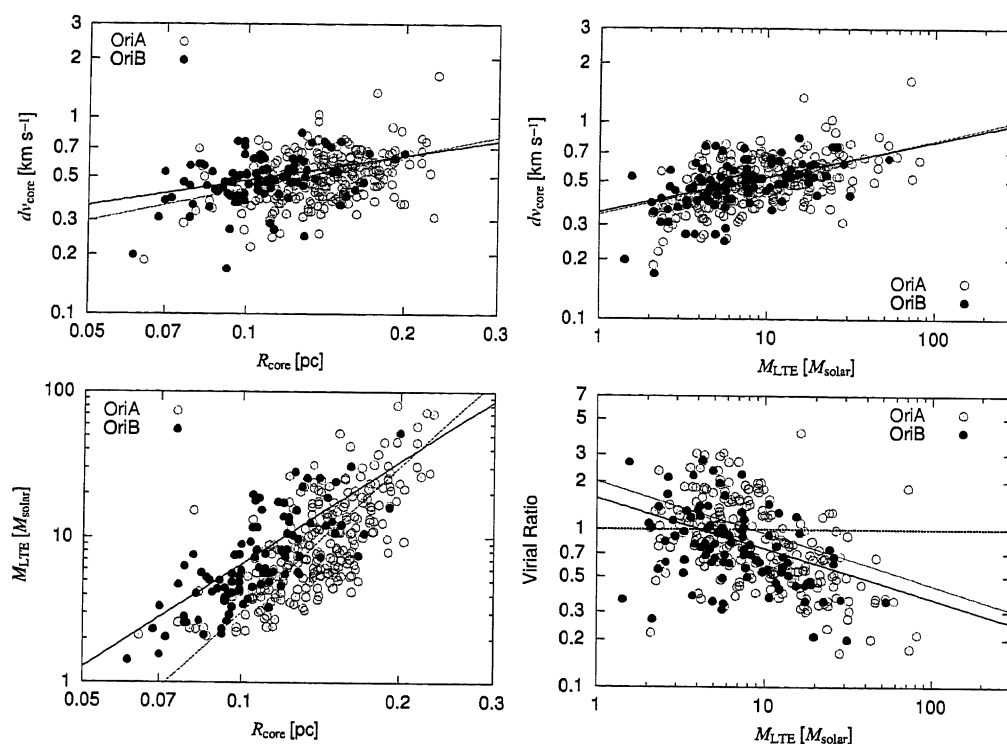 3
2
1
0.7
0.5
0.3
0.2
0.1
dv_core [km s⁻¹]
OriA
OriB
0.05
0.07
0.1
0.2
0.3
R_core [pc]
3
2
1
0.7
0.5
0.3
0.2
0.1
dv_core [km s⁻¹]
OriA
OriB
1
10
100
M_LTE [M_solar]
100
10
1
M_LTE [M_solar]
OriA
OriB
0.05
0.07
0.1
0.2
0.3
R_core [pc]
7
5
3
2
1
0.7
0.5
0.3
0.2
0.1
Virial Ratio
OriA
OriB
1
10
100
M_LTE [M_solar]